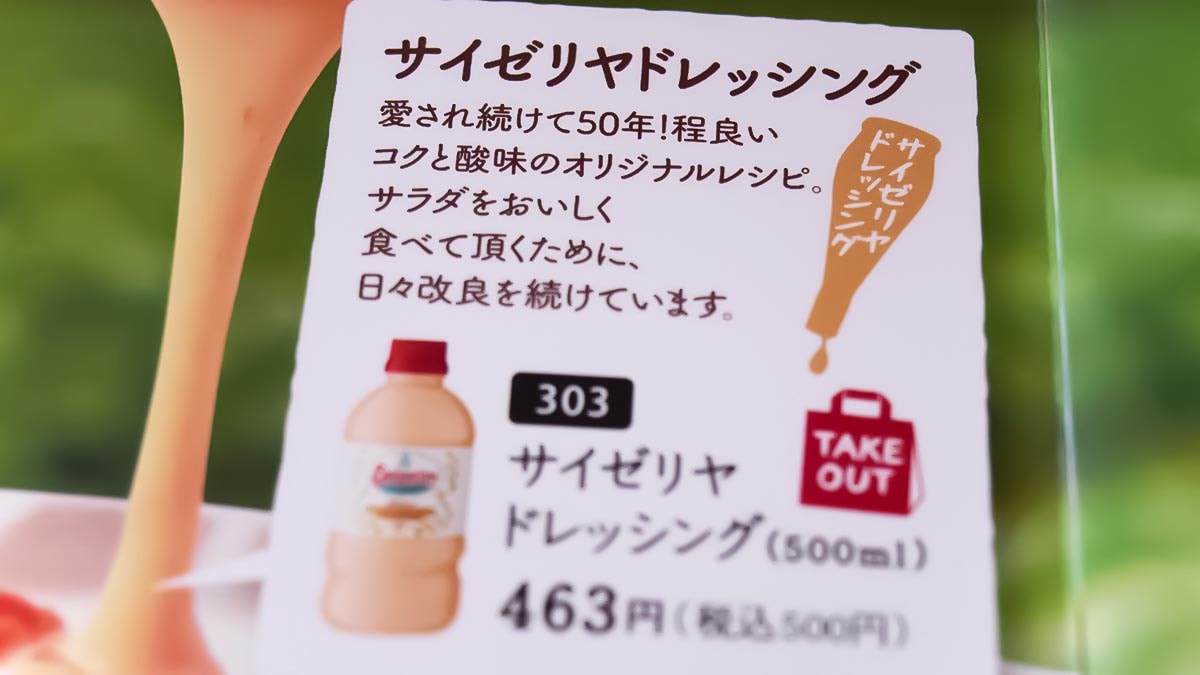 サイゼリヤドレッシング
愛され続けて50年!程良い
コクと酸味のオリジナルレシピ。
サラダをおいしく
食べて頂くために、
日々改良を続けています。
サイゼリヤ
ドレッシング
303
サイゼリヤ
ドレッシング(500ml)
463円(税込500円)
TAKE
OUT